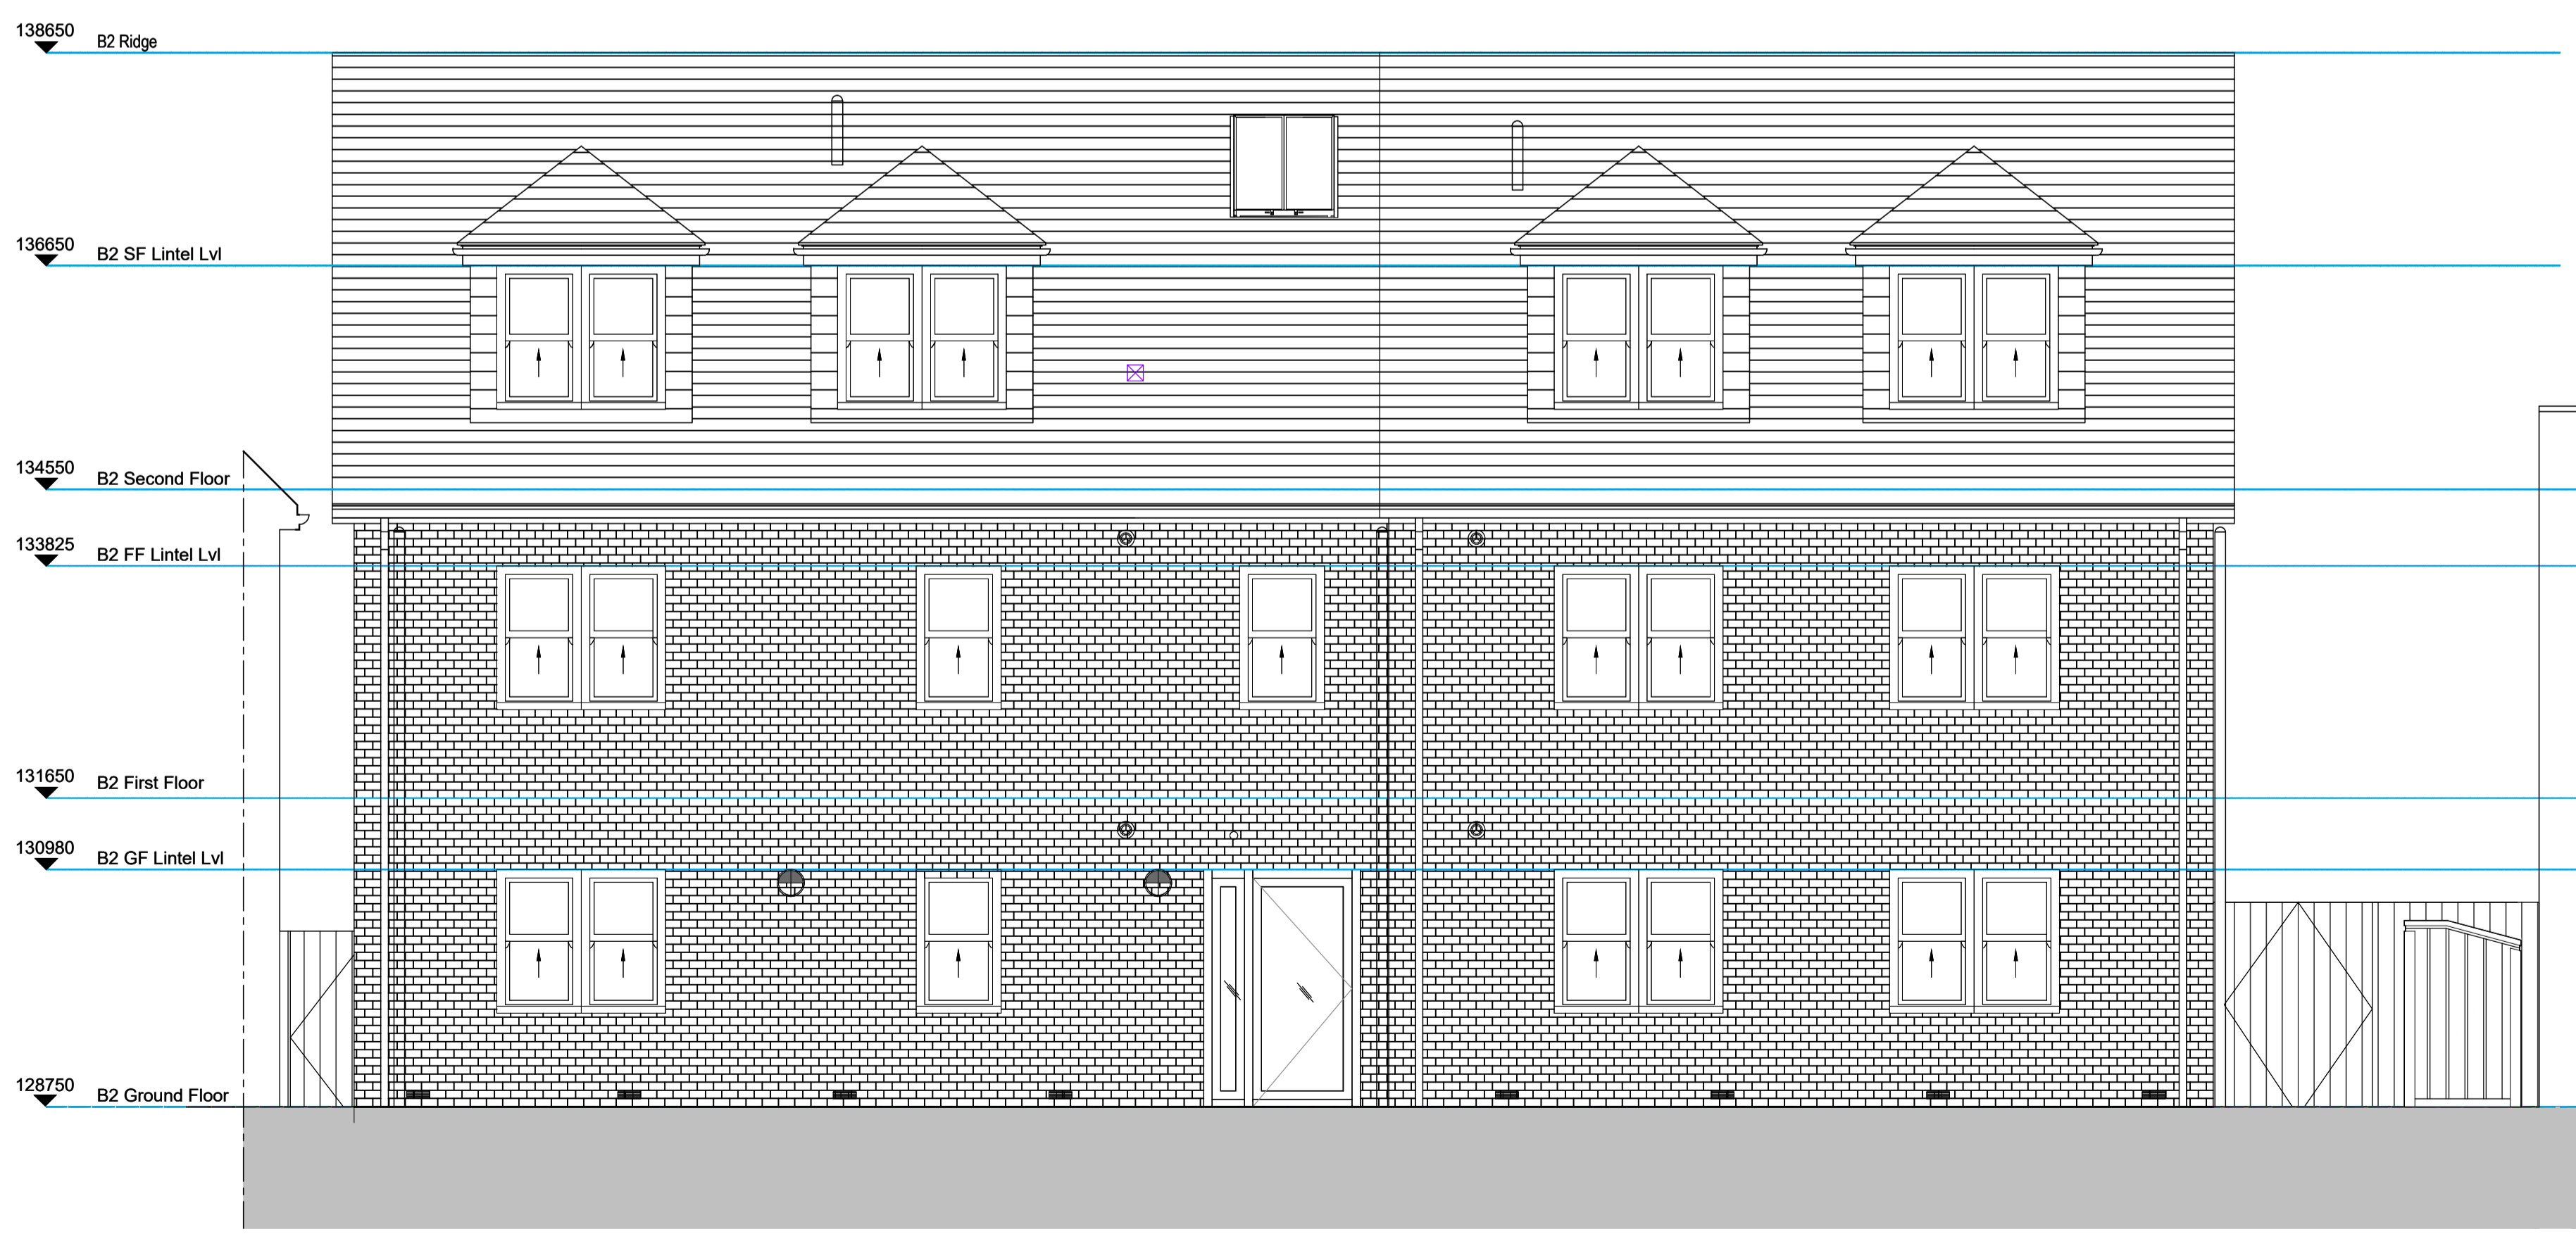 138650 B2 Ridge
136650 B2 SF Lintel Lvl
134550 B2 Second Floor
133825 B2 FF Lintel Lvl
131650 B2 First Floor
130980 B2 GF Lintel Lvl
128750 B2 Ground Floor